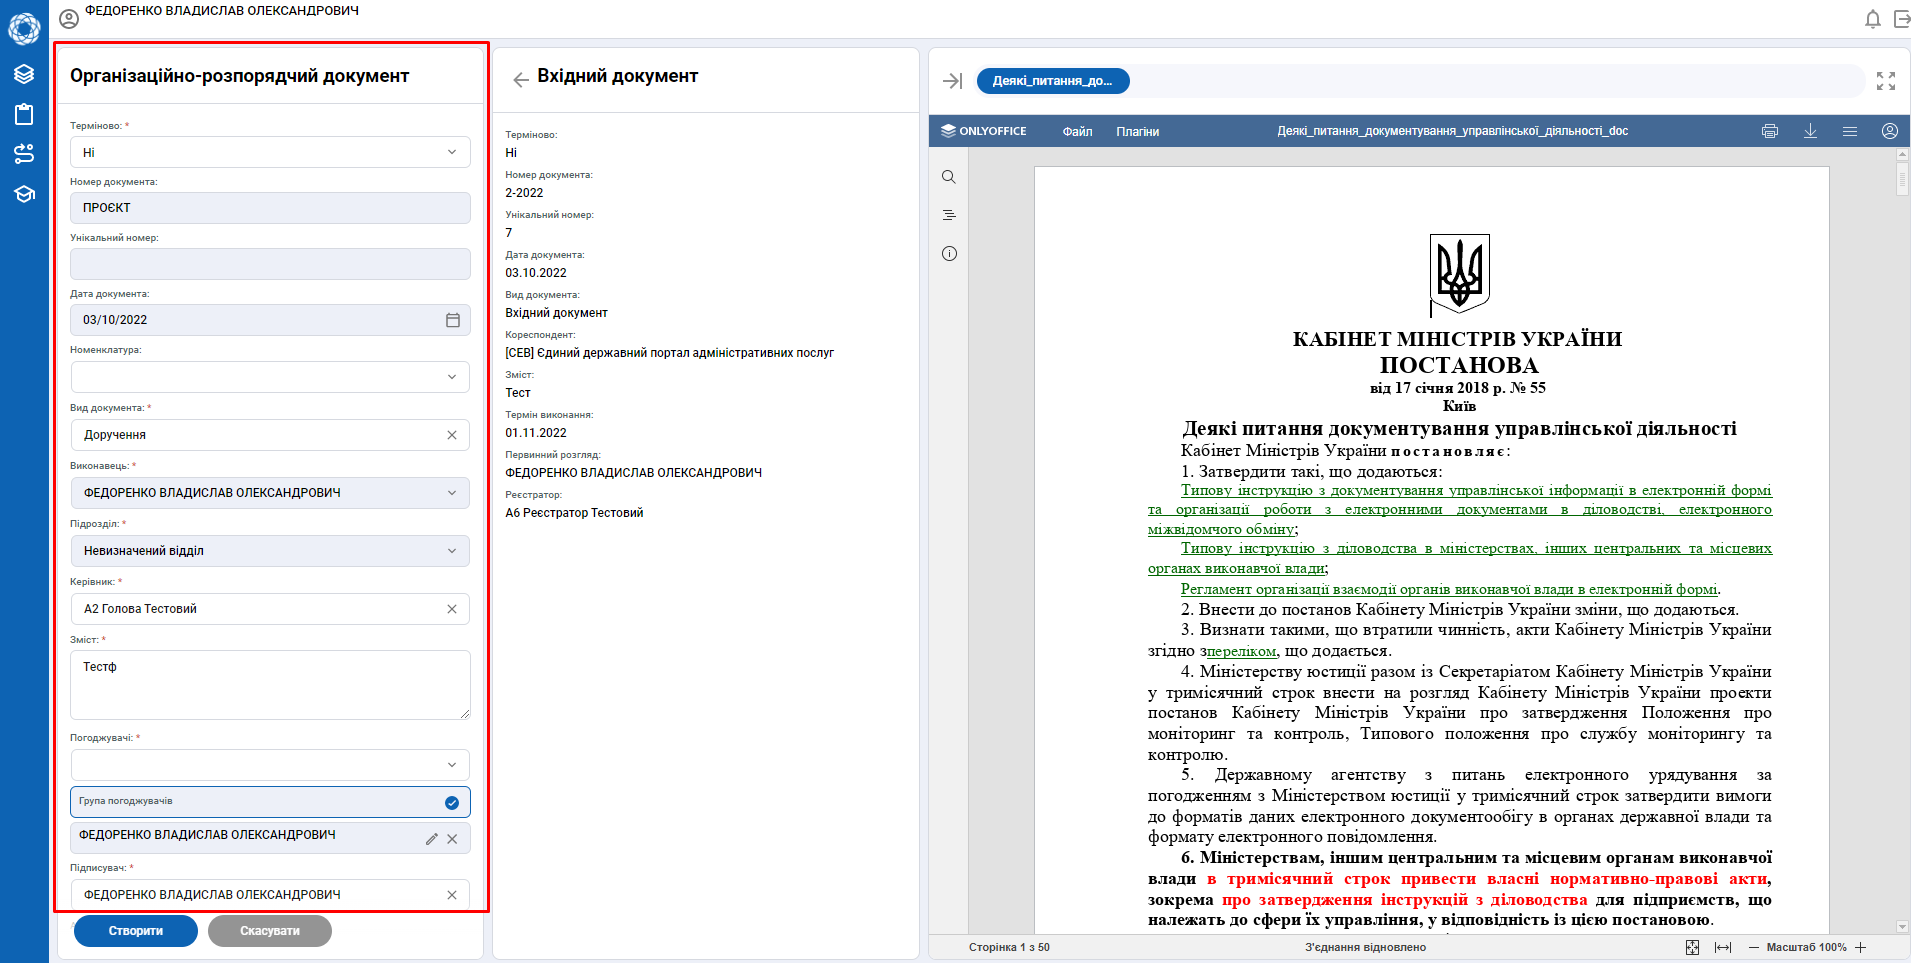 ФЕДОРЕНКО ВЛАДИСЛАВ ОЛЕКСАНДРОВИЧ
Організаційно-розпорядчий документ
Терміново: *
Ні
Номер документа:
ПРОЄКТ
Унікальний номер:
Дата документа:
03/10/2022
Номенклатура:
Вид документа: *
Доручення
Виконавець: *
ФЕДОРЕНКО ВЛАДИСЛАВ ОЛЕКСАНДРОВИЧ
Підрозділ: *
Невизначений відділ
Керівник: *
А2 Голова Тестовий
Зміст: *
Тестф
Погоджувачі: *
Група погоджувачів
ФЕДОРЕНКО ВЛАДИСЛАВ ОЛЕКСАНДРОВИЧ
Підписувач: *
ФЕДОРЕНКО ВЛАДИСЛАВ ОЛЕКСАНДРОВИЧ
Створити
Скасувати
Вхідний документ
Терміново:
Ні
Номер документа:
2-2022
Унікальний номер:
7
Дата документа:
03.10.2022
Вид документа:
Вхідний документ
Кореспондент:
[СЕВ] Єдиний державний портал адміністративних послуг
Зміст:
Тест
Термін виконання:
01.11.2022
Первинний розгляд:
ФЕДОРЕНКО ВЛАДИСЛАВ ОЛЕКСАНДРОВИЧ
Реєстратор:
А6 Реєстратор Тестовий
Деякі_питання_до...
ONLYOFFICE
Файл
Плагіни
Деякі_питання_документування_управлінської_діяльності_doc
КАБІНЕТ МІНІСТРІВ УКРАЇНИ
ПОСТАНОВА
від 17 січня 2018 р. № 55
Київ
Деякі питання документування управлінської діяльності
Кабінет Міністрів України постановляє:
1. Затвердити такі, що додаються:
Типову інструкцію з документування управлінської інформації в електронній формі
та організації роботи з електронними документами в діловодстві, електронного
міжвідомчого обміну;
Типову інструкцію з діловодства в міністерствах, інших центральних та місцевих
органах виконавчої влади;
Регламент організації взаємодії органів виконавчої влади в електронній формі.
2. Внести до постанов Кабінету Міністрів України зміни, що додаються.
3. Визнати такими, що втратили чинність, акти Кабінету Міністрів України
згідно зпереліком, що додається.
4. Міністерству юстиції разом із Секретаріатом Кабінету Міністрів України
у тримісячний строк внести на розгляд Кабінету Міністрів України проекти
постанов Кабінету Міністрів України про затвердження Положення про
моніторинг та контроль, Типового положення про службу моніторингу та
контролю.
5. Державному агентству з питань електронного урядування за
погодженням з Міністерством юстиції у тримісячний строк затвердити вимоги
до форматів даних електронного документообігу в органах державної влади та
формату електронного повідомлення.
6. Міністерствам, іншим центральним та місцевим органам виконавчої
влади в тримісячний строк привести власні нормативно-правові акти,
зокрема про затвердження інструкцій з діловодства для підприємств, що
належать до сфери їх управління, у відповідність із цією постановою.
Сторінка 1 з 50
З'єднання відновлено
Масштаб 100%